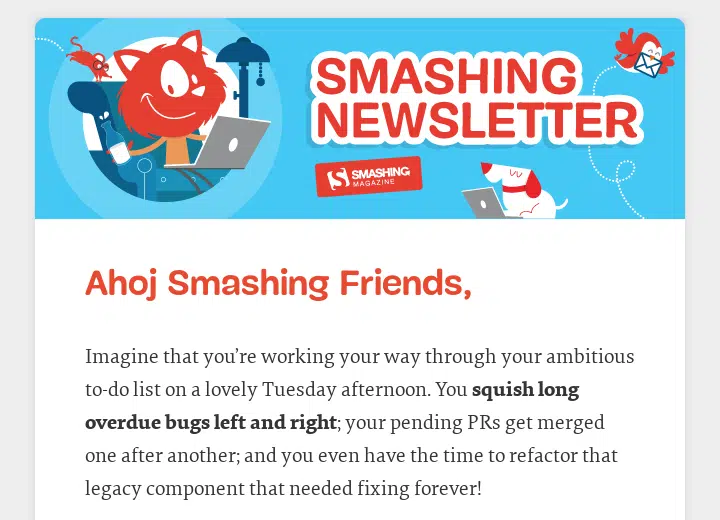 SMASHING
NEWSLETTER
SMASHING
MAGAZINE
Ahoj Smashing Friends,
Imagine that you’re working your way through your ambitious
to-do list on a lovely Tuesday afternoon. You squish long
overdue bugs left and right; your pending PRs get merged
one after another; and you even have the time to refactor that
legacy component that needed fixing forever!